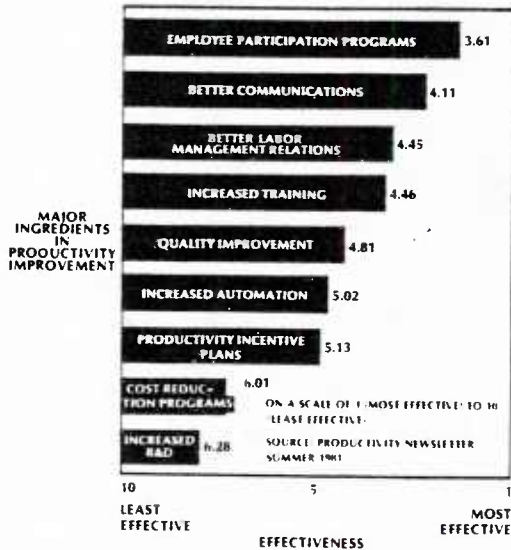 EMPLOYEE PARTICIPATION PROGRAMS 3.61
BETTER COMMUNICATIONS 4.11
BETTER LABOR
MANAGEMENT RELATIONS 4.45
INCREASED TRAINING 4.46
MAJOR
INGREDIENTS
IN
PRODUCTIVITY
IMPROVEMENT
QUALITY IMPROVEMENT 4.81
INCREASED AUTOMATION 5.02
PRODUCTIVITY INCENTIVE
PLANS 5.13
COST REDUC-
TION PROGRAMS 6.01
ON A SCALE OF 1 (MOST EFFECTIVE) TO 10
(LEAST EFFECTIVE)
INCREASED
R&D 6.28
SOURCE: PRODUCTIVITY NEWSLETTER
SUMMER 1981
10 5 1
LEAST
EFFECTIVE
MOST
EFFECTIVE
EFFECTIVENESS